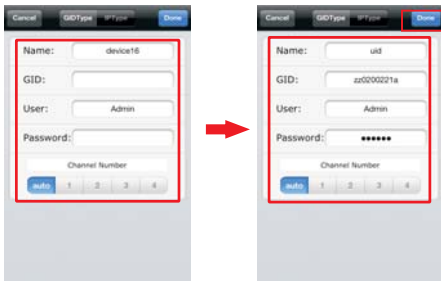 Cancel GIDType IPType Done
Name: device16
GID:
User: Admin
Password:
Channel Number
auto 1 2 3 4
Cancel GIDType IPType Done
Name: uid
GID: zz0200221a
User: Admin
Password: ••••••
Channel Number
auto 1 2 3 4